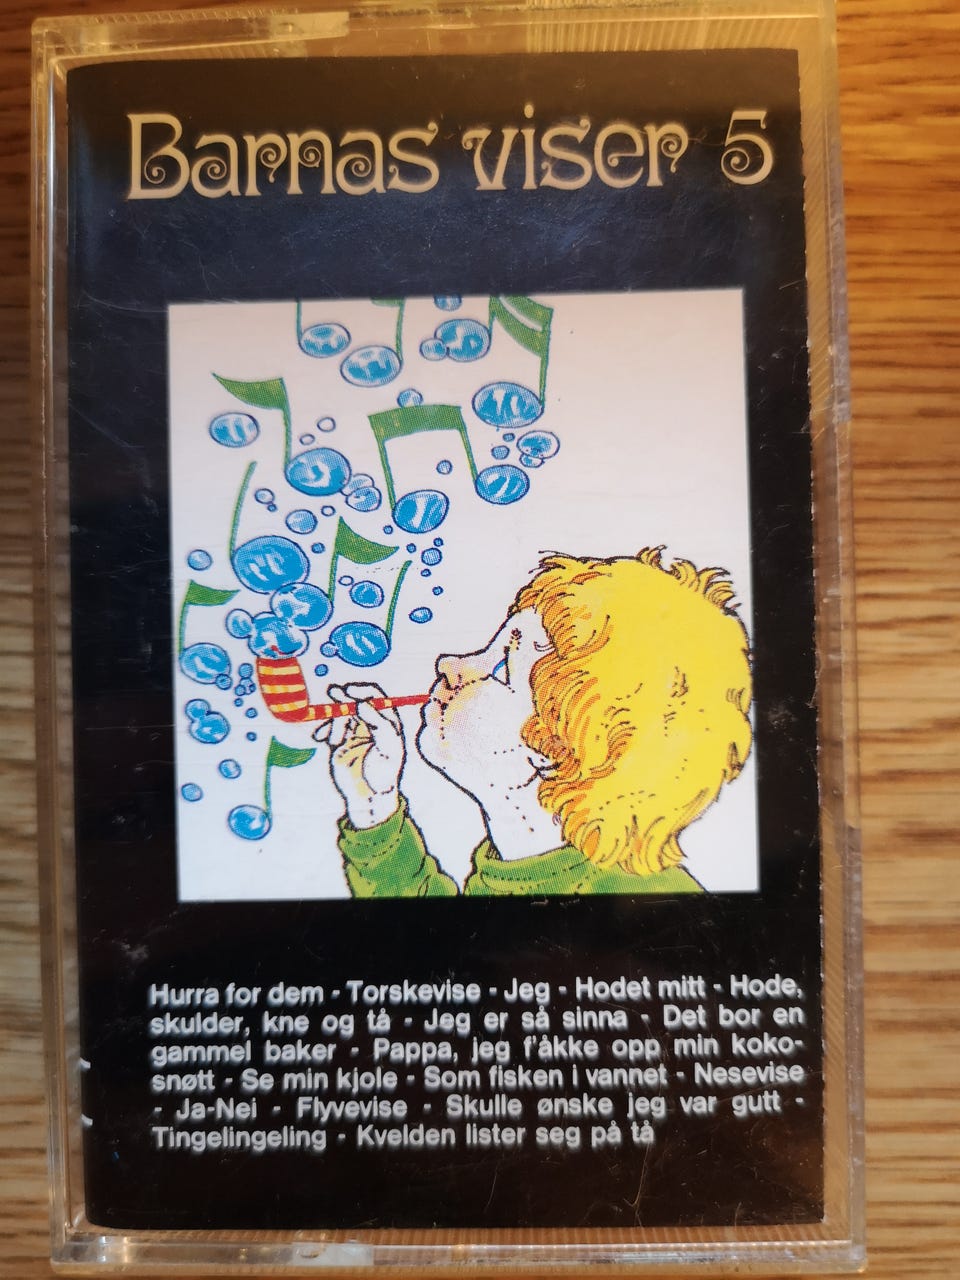 Barnas viser 5
Hurra for dem - Torskevise - Jeg - Hodet mitt - Hode,
skulder, kne og tå - Jeg er så sinna - Det bor en
gammel baker - Pappa, jeg f'åkke opp min koko-
snøtt - Se min kjole - Som fisken i vannet - Nesevise
- Ja-Nei - Flyvevise - Skulle ønske jeg var gutt -
Tingelingeling - Kvelden lister seg på tå